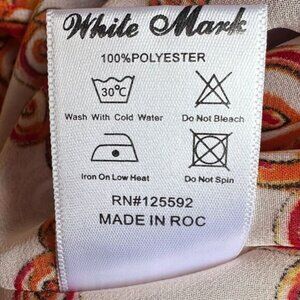 White Mark
100%POLYESTER
30°C
Wash With Cold Water Do Not Bleach
Iron On Low Heat Do Not Spin
RN#125592
MADE IN ROC